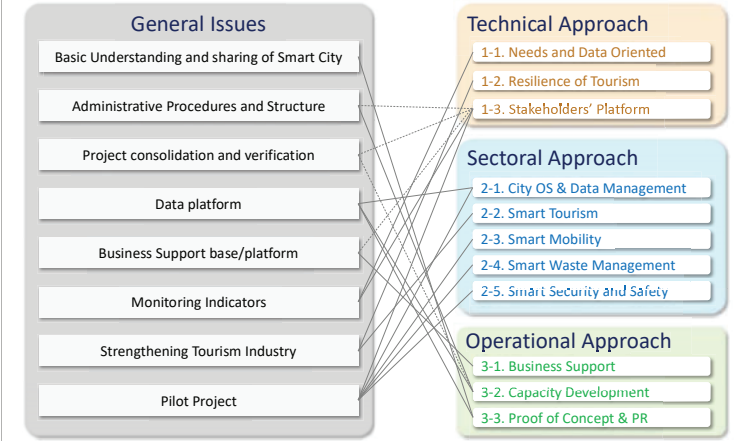 General Issues
Basic Understanding and sharing of Smart City
Administrative Procedures and Structure
Project consolidation and verification
Data platform
Business Support base/platform
Monitoring Indicators
Strengthening Tourism Industry
Pilot Project
Technical Approach
1-1. Needs and Data Oriented
1-2. Resilience of Tourism
1-3. Stakeholders' Platform
Sectoral Approach
2-1. City OS & Data Management
2-2. Smart Tourism
2-3. Smart Mobility
2-4. Smart Waste Management
2-5. Smart Security and Safety
Operational Approach
3-1. Business Support
3-2. Capacity Development
3-3. Proof of Concept & PR